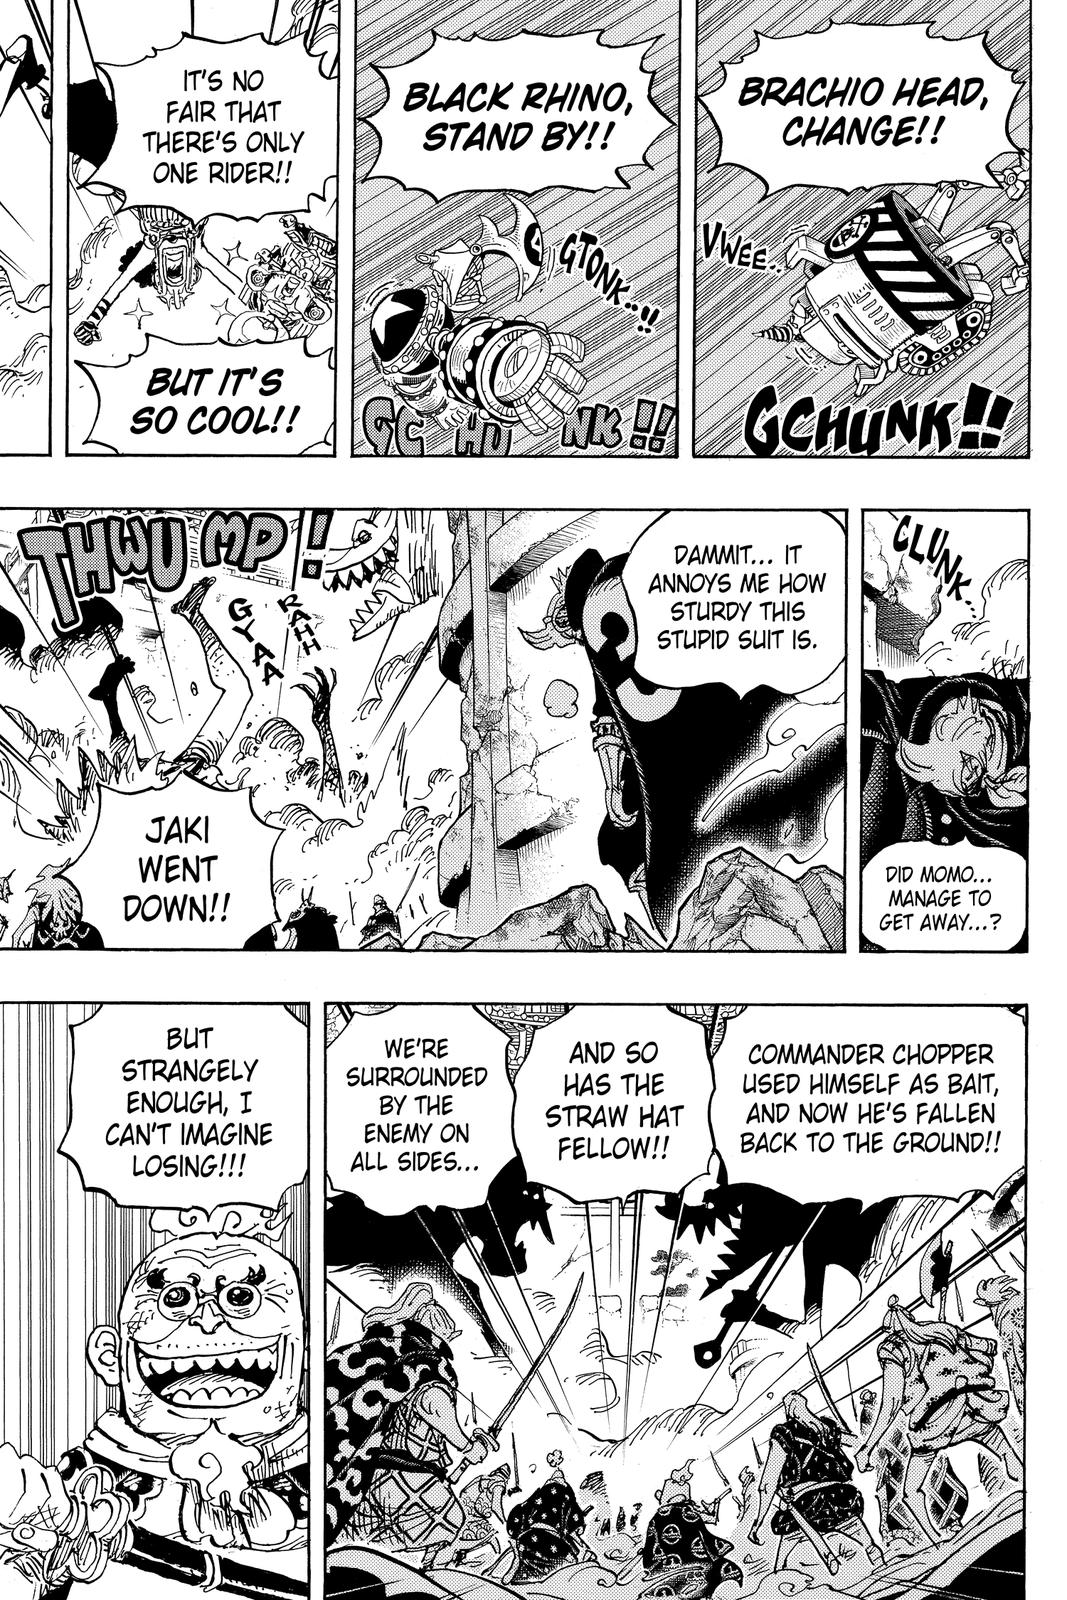 BRACHIO HEAD,
CHANGE!!
VWEE...
GCHUNK!!
BLACK RHINO,
STAND BY!!
GTONK...!!
GCHUNK!!
IT'S NO
FAIR THAT
THERE'S ONLY
ONE RIDER!!
BUT IT'S
SO COOL!!
CLUNK...
DID MOMO...
MANAGE TO
GET AWAY...?
DAMMIT... IT
ANNOYS ME HOW
STURDY THIS
STUPID SUIT IS.
THWUMP!
RAHH
GYAA
JAKI
WENT
DOWN!!
COMMANDER CHOPPER
USED HIMSELF AS BAIT,
AND NOW HE'S FALLEN
BACK TO THE GROUND!!
AND SO
HAS THE
STRAW HAT
FELLOW!!
WE'RE
SURROUNDED
BY THE
ENEMY ON
ALL SIDES...
BUT
STRANGELY
ENOUGH, I
CAN'T IMAGINE
LOSING!!!